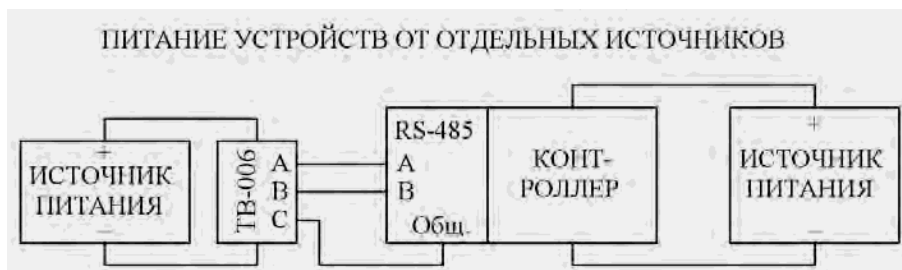 ПИТАНИЕ УСТРОЙСТВ ОТ ОТДЕЛЬНЫХ ИСТОЧНИКОВ
+
ИСТОЧНИК
ПИТАНИЯ
−
ТВ-006
A
B
C
RS-485
A
B
Общ.
КОНТ-
РОЛЛЕР
+
ИСТОЧНИК
ПИТАНИЯ
−